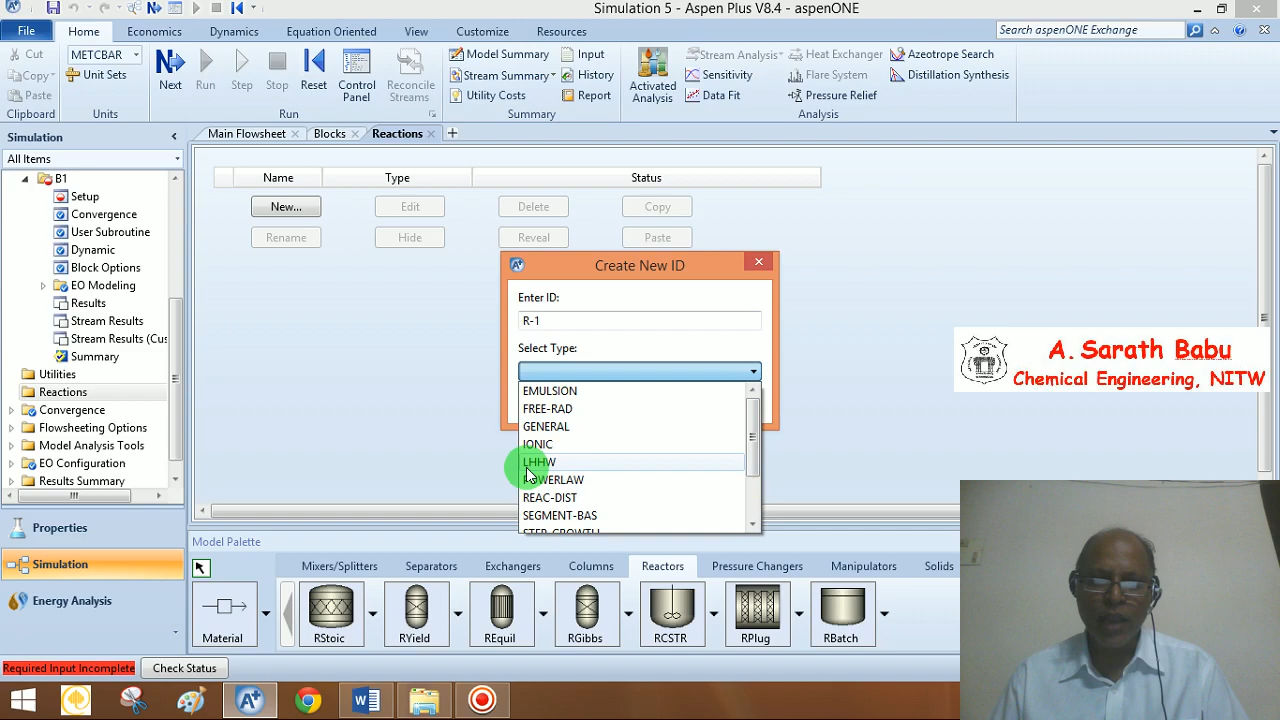 Simulation 5 - Aspen Plus V8.4 - aspenONE
File
Home
Economics
Dynamics
Equation Oriented
View
Customize
Resources
Search aspenONE Exchange
Cut
Copy
Paste
Clipboard
METCBAR
Unit Sets
Units
Next
Run
Step
Stop
Reset
Control Panel
Reconcile Streams
Run
Model Summary
Stream Summary
Utility Costs
Input
History
Report
Summary
Activated Analysis
Stream Analysis
Sensitivity
Data Fit
Heat Exchanger
Flare System
Pressure Relief
Azeotrope Search
Distillation Synthesis
Analysis
Simulation
All Items
B1
Setup
Convergence
User Subroutine
Dynamic
Block Options
EO Modeling
Results
Stream Results
Stream Results (Cus
Summary
Utilities
Reactions
Convergence
Flowsheeting Options
Model Analysis Tools
EO Configuration
Results Summary
Properties
Simulation
Energy Analysis
Main Flowsheet
Blocks
Reactions
Name
Type
Status
New...
Edit
Delete
Copy
Rename
Hide
Reveal
Paste
Create New ID
Enter ID:
R-1
Select Type:
EMULSION
FREE-RAD
GENERAL
IONIC
LHHW
POWERLAW
REAC-DIST
SEGMENT-BAS
STEP-GROWTH
A. Sarath Babu
Chemical Engineering, NITW
Model Palette
Mixers/Splitters
Separators
Exchangers
Columns
Reactors
Pressure Changers
Manipulators
Solids
Material
RStoic
RYield
REquil
RGibbs
RCSTR
RPlug
RBatch
Required Input Incomplete
Check Status